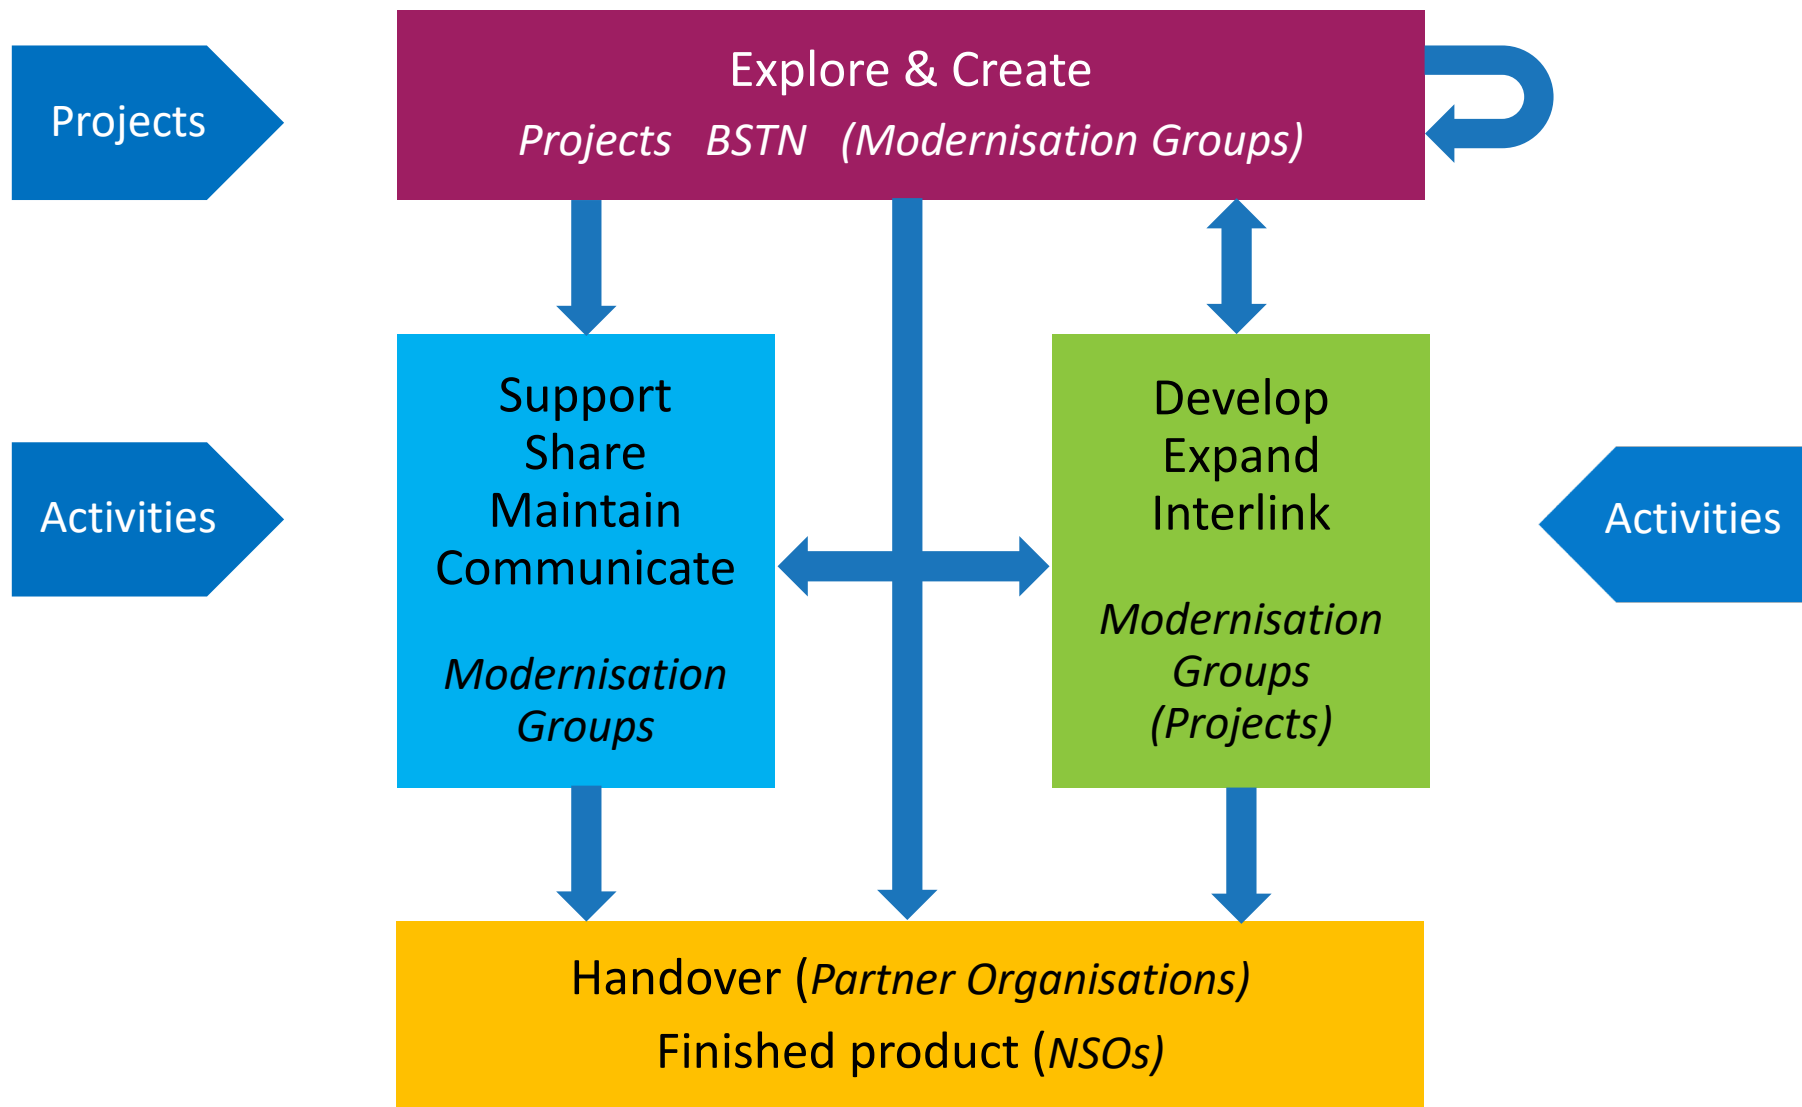 Projects
Explore & Create
Projects BSTN (Modernisation Groups)
Activities
Support
Share
Maintain
Communicate
Modernisation
Groups
Develop
Expand
Interlink
Modernisation
Groups
(Projects)
Activities
Handover (Partner Organisations)
Finished product (NSOs)